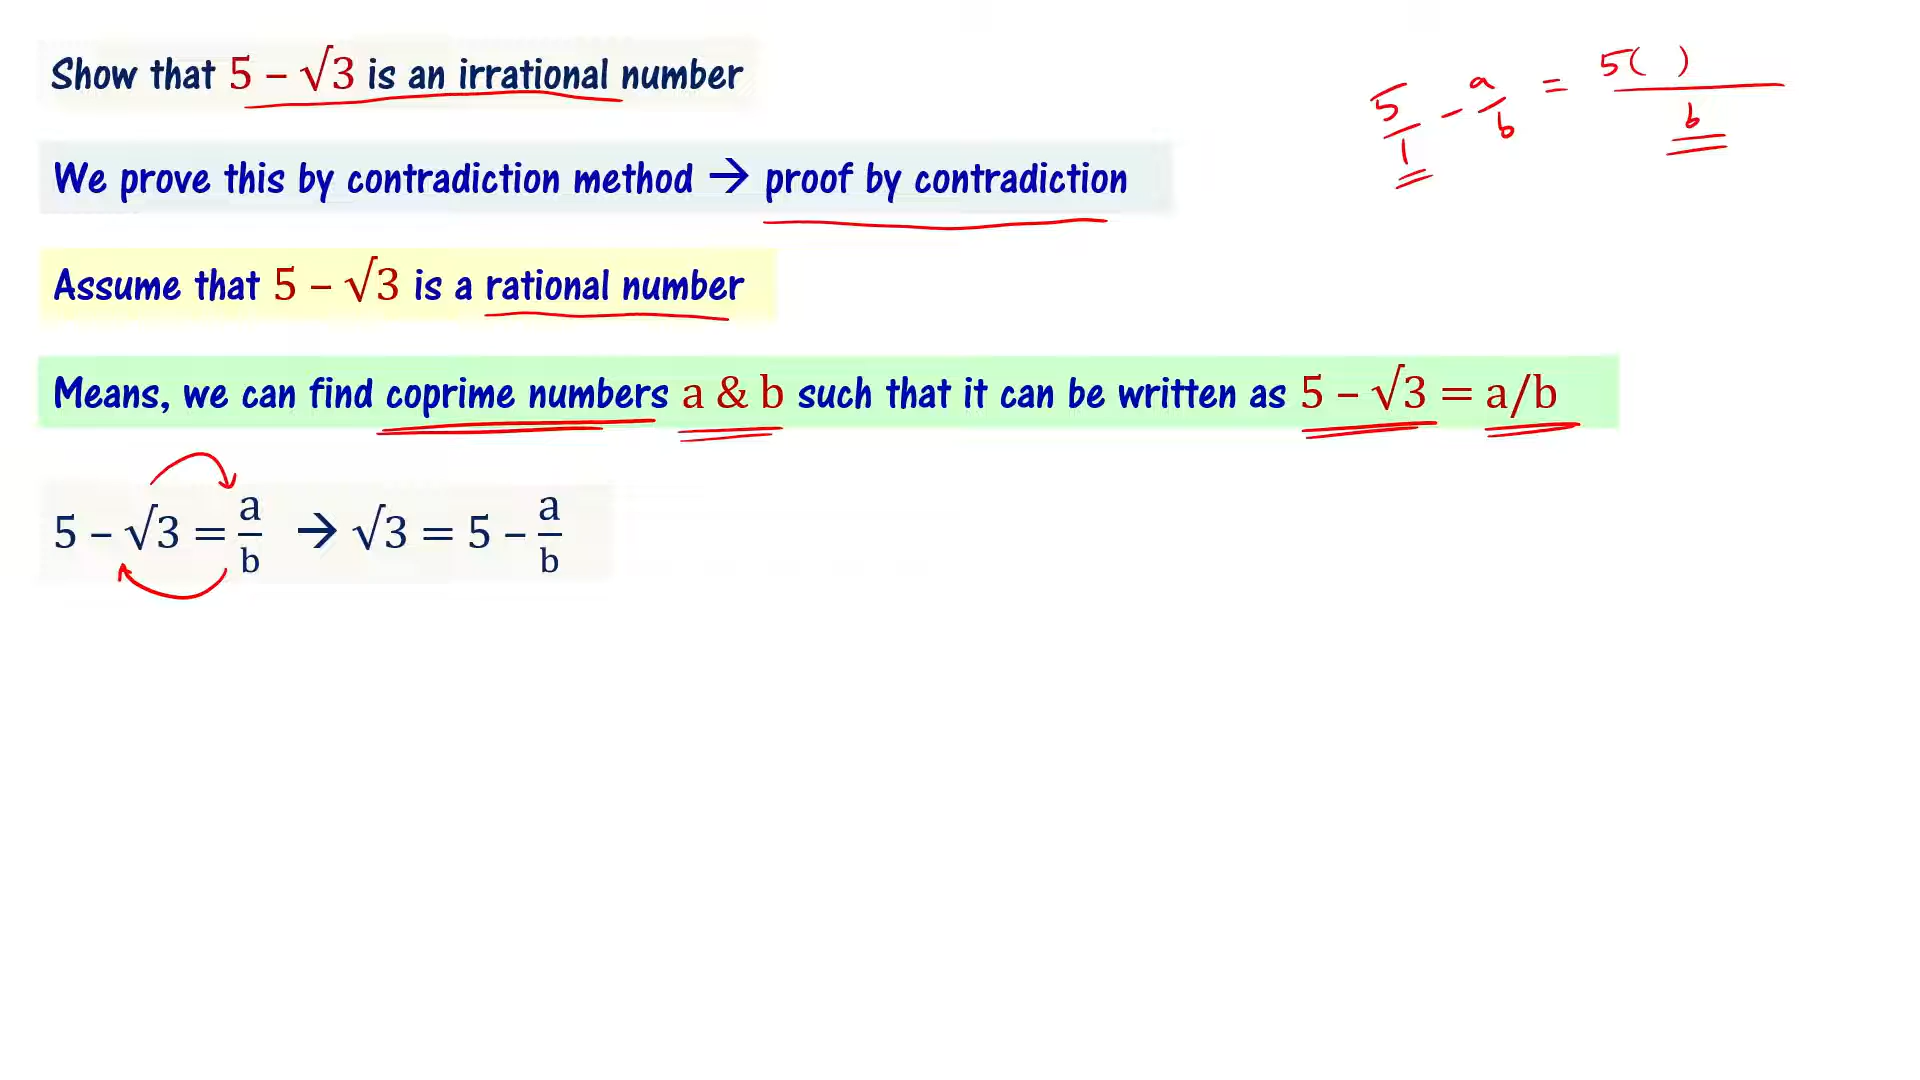 Show that 5 – √3 is an irrational number
5/1 - a/b = 5( )/b
We prove this by contradiction method → proof by contradiction
Assume that 5 – √3 is a rational number
Means, we can find coprime numbers a & b such that it can be written as 5 – √3 = a/b
5 – √3 = a/b → √3 = 5 – a/b